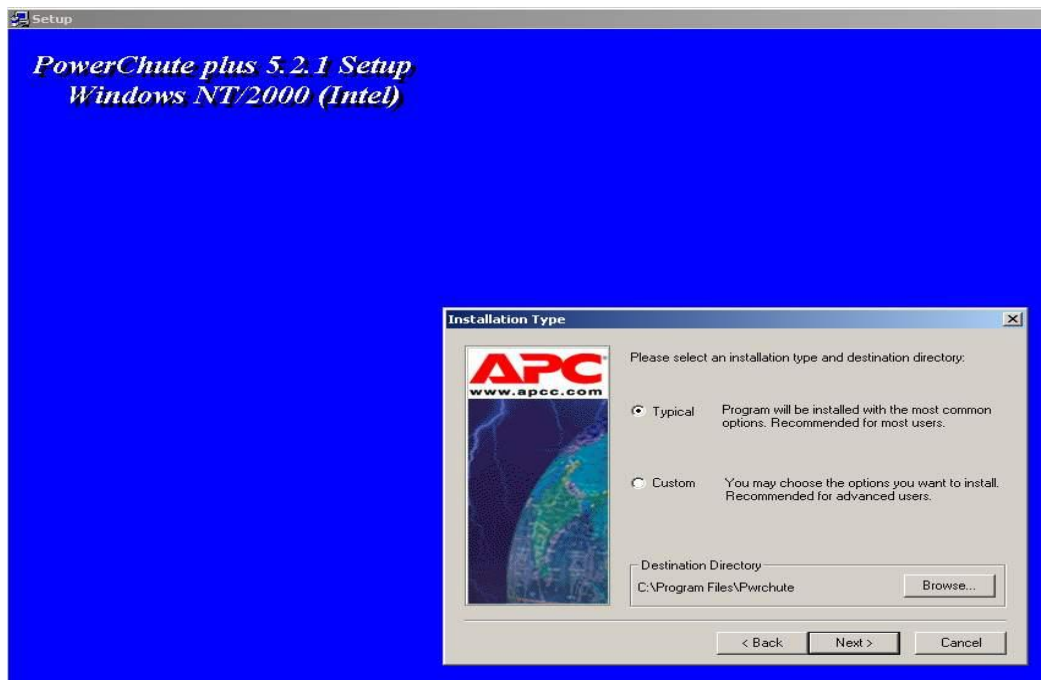 Setup
PowerChute plus 5.2.1 Setup
Windows NT/2000 (Intel)
Installation Type
APC
www.apcc.com
Please select an installation type and destination directory:
Typical
Program will be installed with the most common
options. Recommended for most users.
Custom
You may choose the options you want to install.
Recommended for advanced users.
Destination Directory
C:\Program Files\Pwrchute
Browse...
< Back
Next >
Cancel